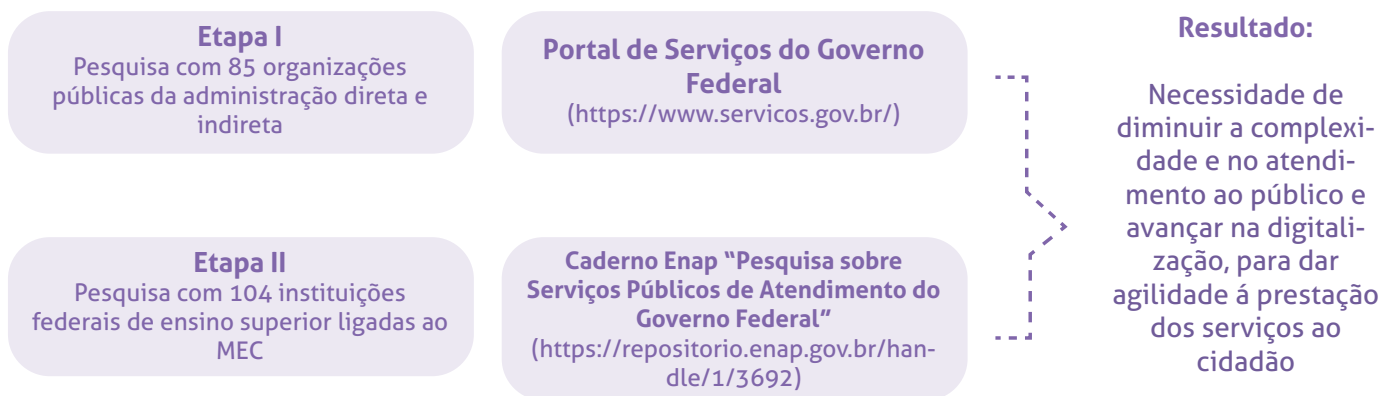 Etapa I
Pesquisa com 85 organizações
públicas da administração direta e
indireta
Portal de Serviços do Governo
Federal
(https://www.servicos.gov.br/)
Etapa II
Pesquisa com 104 instituições
federais de ensino superior ligadas ao
MEC
Caderno Enap “Pesquisa sobre
Serviços Públicos de Atendimento do
Governo Federal”
(https://repositorio.enap.gov.br/han-
dle/1/3692)
Resultado:
Necessidade de
diminuir a complexi-
dade e no atendi-
mento ao público e
avançar na digitali-
zação, para dar
agilidade á prestação
dos serviços ao
cidadão